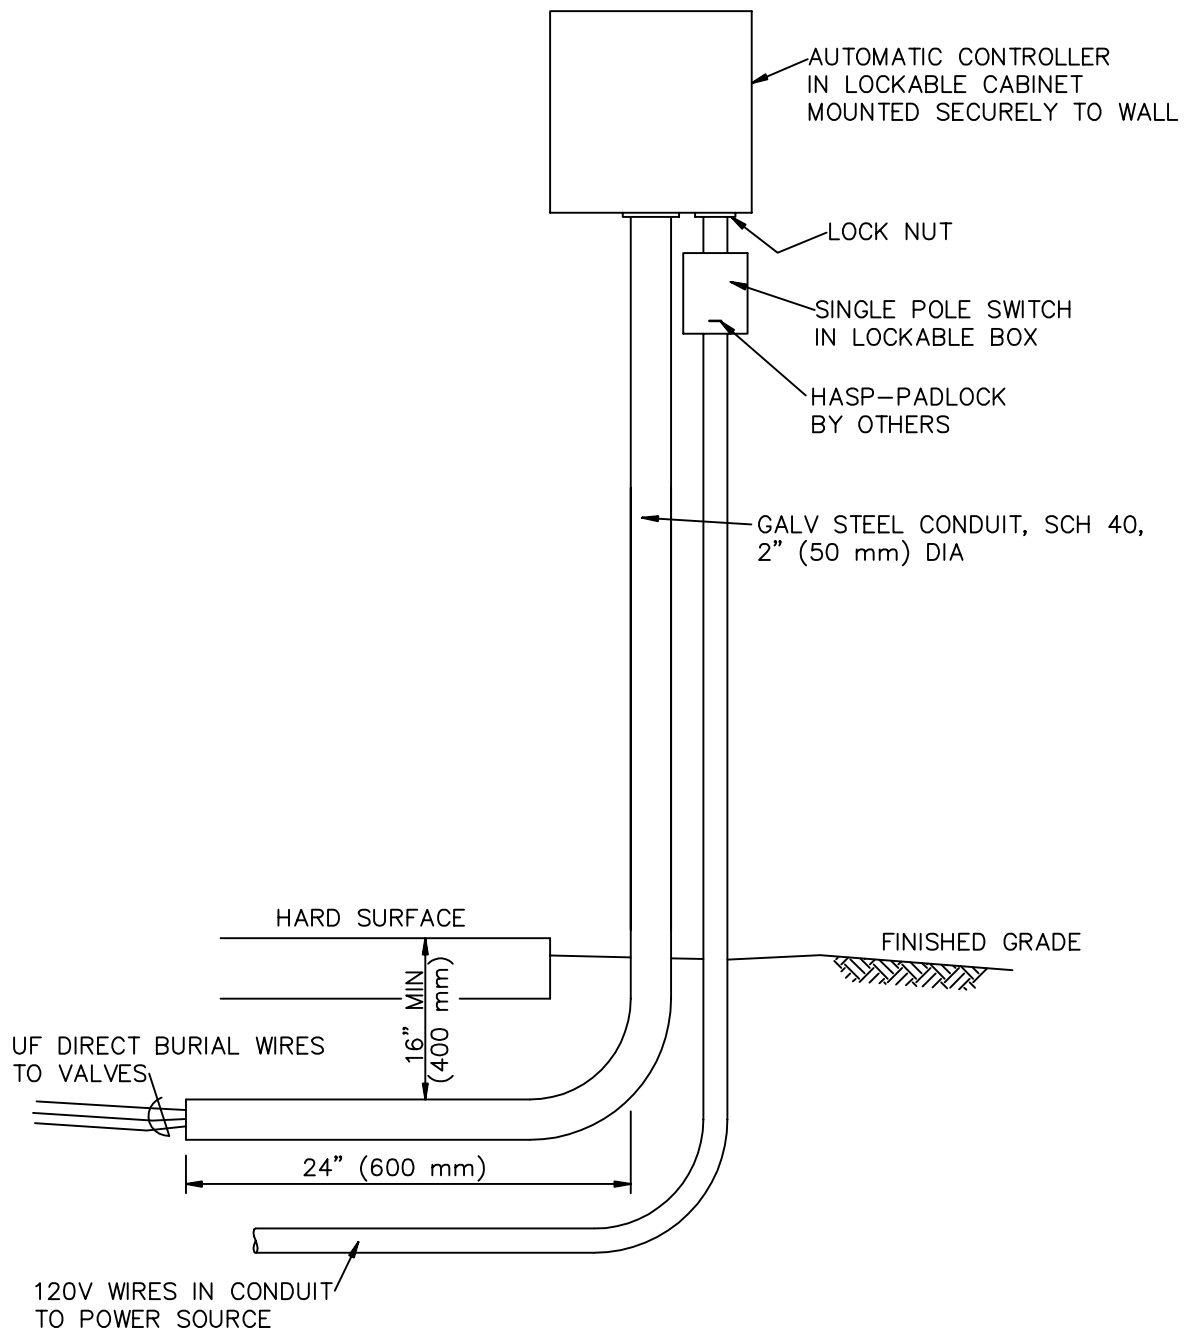 AUTOMATIC CONTROLLER
IN LOCKABLE CABINET
MOUNTED SECURELY TO WALL
LOCK NUT
SINGLE POLE SWITCH
IN LOCKABLE BOX
HASP-PADLOCK
BY OTHERS
GALV STEEL CONDUIT, SCH 40,
2" (50 mm) DIA
HARD SURFACE
FINISHED GRADE
16" MIN
(400 mm)
UF DIRECT BURIAL WIRES
TO VALVES
24" (600 mm)
120V WIRES IN CONDUIT
TO POWER SOURCE